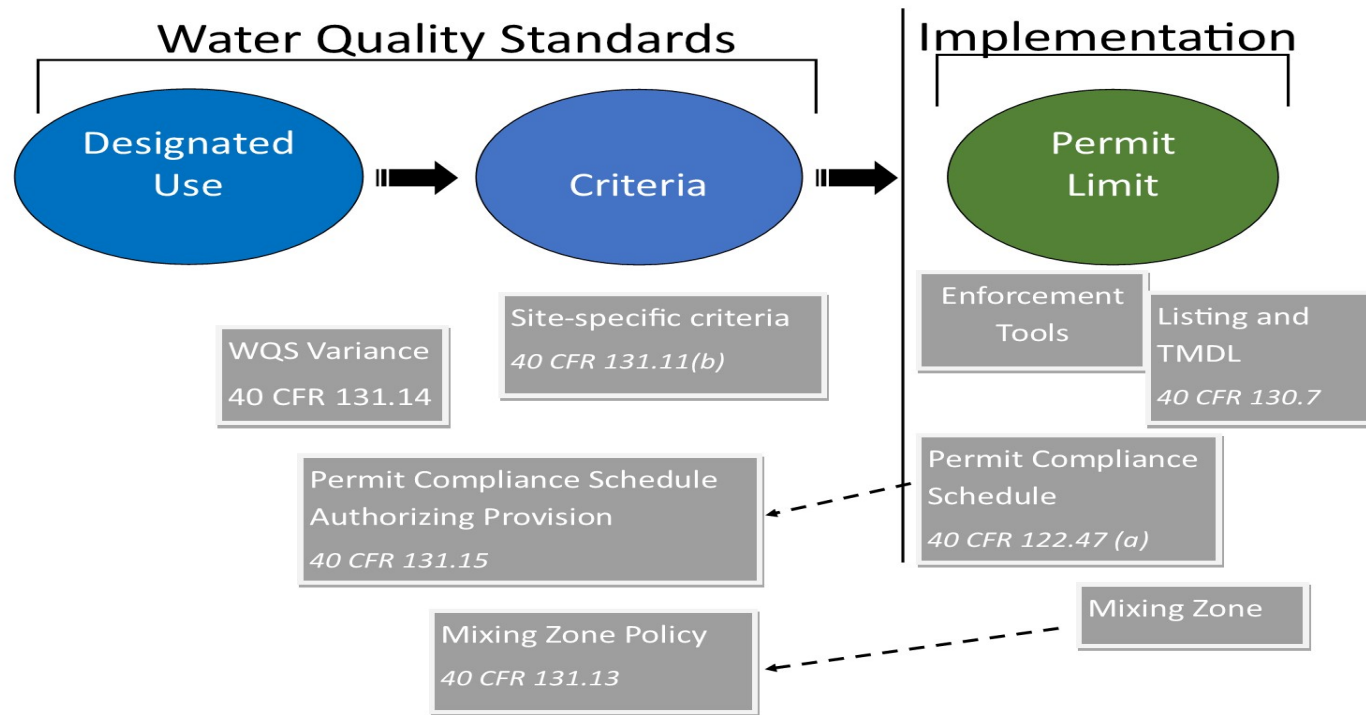 Water Quality Standards
Implementation
Designated
Use
Criteria
Permit
Limit
WQS Variance
40 CFR 131.14
Site-specific criteria
40 CFR 131.11(b)
Enforcement
Tools
Listing and
TMDL
40 CFR 130.7
Permit Compliance Schedule
Authorizing Provision
40 CFR 131.15
Permit Compliance
Schedule
40 CFR 122.47 (a)
Mixing Zone Policy
40 CFR 131.13
Mixing Zone